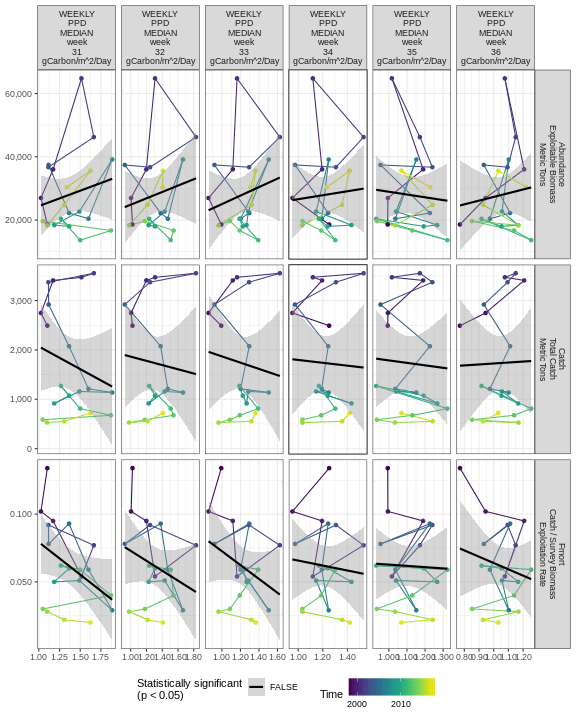 WEEKLY
PPD
MEDIAN
week
31
gCarbon/m^2/Day
WEEKLY
PPD
MEDIAN
week
32
gCarbon/m^2/Day
WEEKLY
PPD
MEDIAN
week
33
gCarbon/m^2/Day
WEEKLY
PPD
MEDIAN
week
34
gCarbon/m^2/Day
WEEKLY
PPD
MEDIAN
week
35
gCarbon/m^2/Day
WEEKLY
PPD
MEDIAN
week
36
gCarbon/m^2/Day
60,000
40,000
20,000
Abundance
Exploitable Biomass
Metric Tons
3,000
2,000
1,000
0
Catch
Total Catch
Metric Tons
0.100
0.050
Fmort
Catch / Survey Biomass
Exploitation Rate
1.00 1.25 1.50 1.75
1.00 1.20 1.40 1.60 1.80
1.00 1.20 1.40 1.60
1.00 1.20 1.40
1.000 1.100 1.200 1.300
0.80 0.90 1.00 1.10 1.20
Statistically significant
(p < 0.05)
FALSE
Time
2000 2010